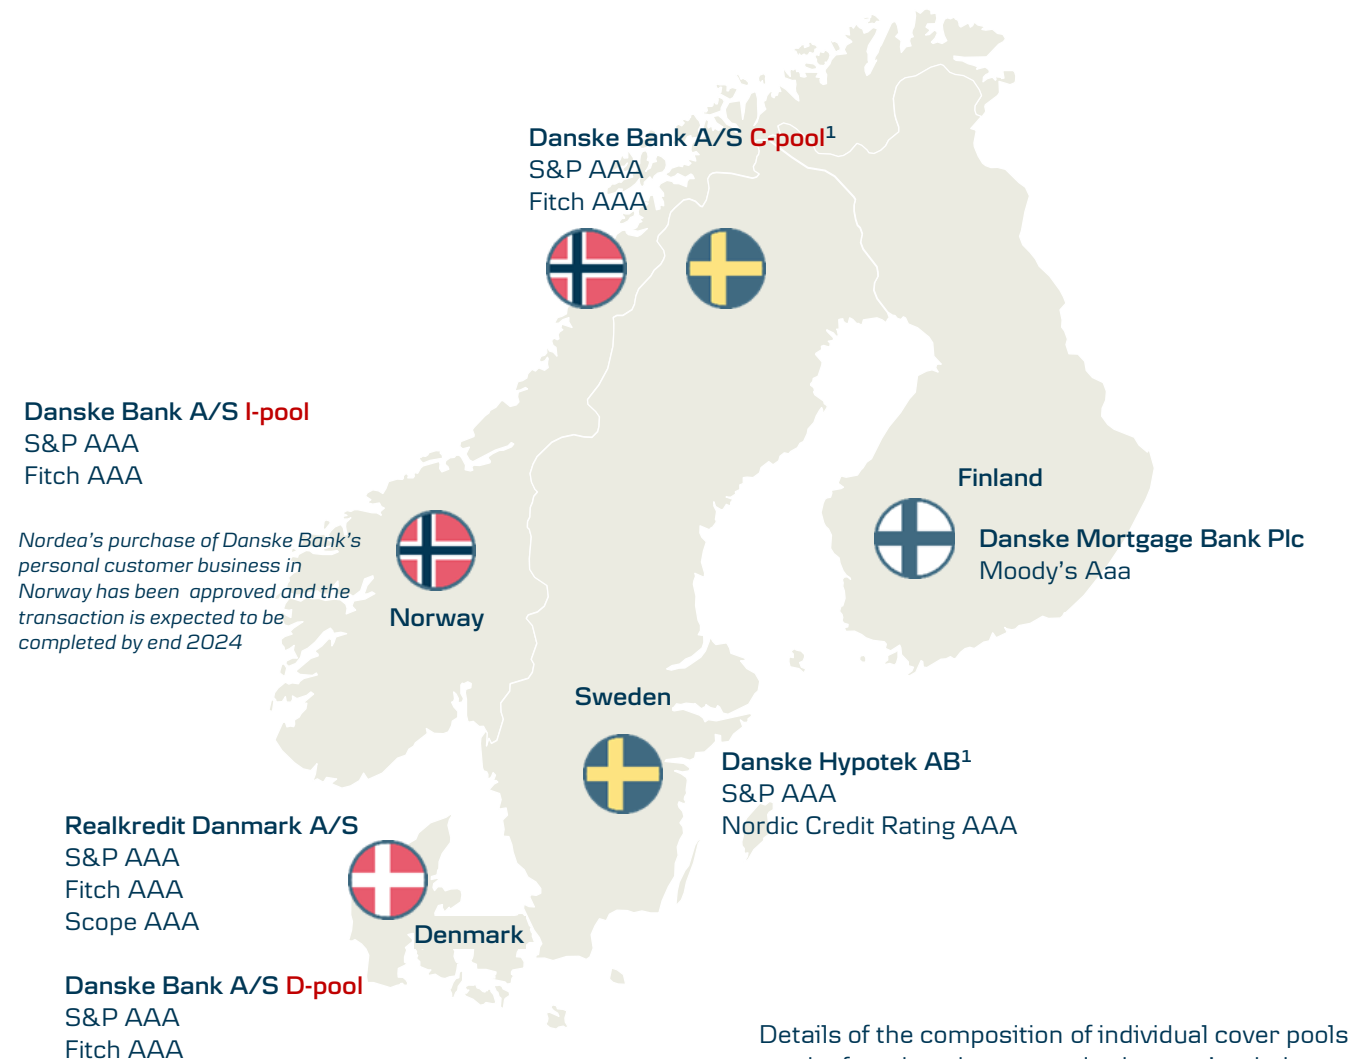 Danske Bank A/S C-pool¹
S&P AAA
Fitch AAA
Danske Bank A/S I-pool
S&P AAA
Fitch AAA
Nordea's purchase of Danske Bank's
personal customer business in
Norway has been approved and the
transaction is expected to be
completed by end 2024
Norway
Finland
Danske Mortgage Bank Plc
Moody's Aaa
Sweden
Danske Hypotek AB¹
S&P AAA
Nordic Credit Rating AAA
Realkredit Danmark A/S
S&P AAA
Fitch AAA
Scope AAA
Denmark
Danske Bank A/S D-pool
S&P AAA
Fitch AAA
Details of the composition of individual cover pools